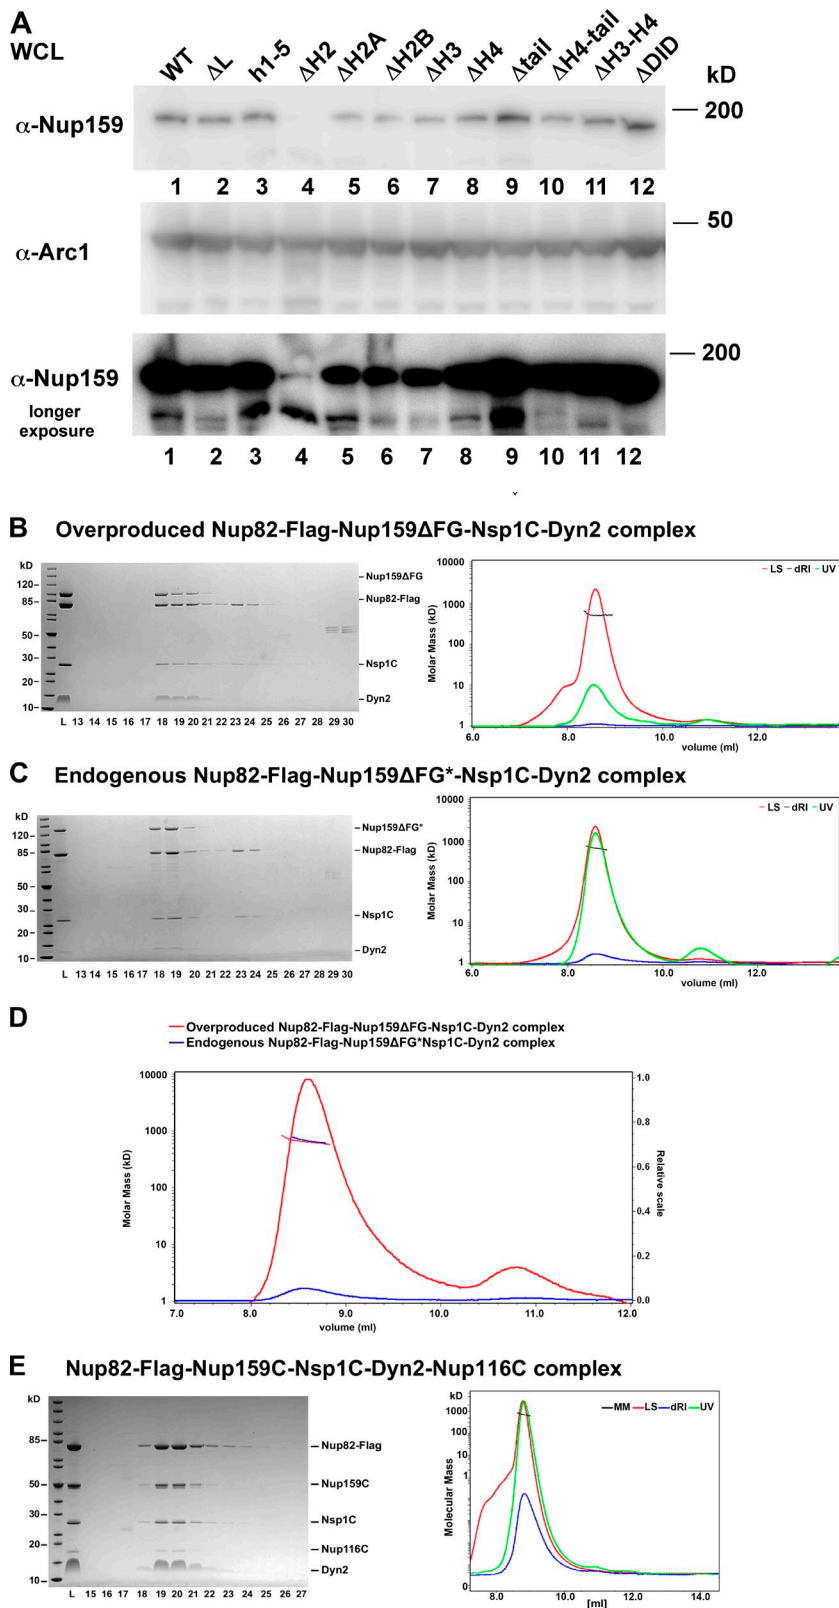 A
WCL
WT ΔL h1-5 ΔH2 ΔH2A ΔH2B ΔH3 ΔH4 Δtail ΔH4-tail ΔH3-H4 ΔDID
kD
α-Nup159
200
1 2 3 4 5 6 7 8 9 10 11 12
50
α-Arc1
200
α-Nup159
longer
exposure
1 2 3 4 5 6 7 8 9 10 11 12
B Overproduced Nup82-Flag-Nup159ΔFG-Nsp1C-Dyn2 complex
kD
120
85
50
30
20
10
Nup159ΔFG
Nup82-Flag
Nsp1C
Dyn2
L 13 14 15 16 17 18 19 20 21 22 23 24 25 26 27 28 29 30
Molar Mass (kD)
10000
1000
100
10
1
LS dRI UV
6.0 8.0 10.0 12.0
volume (ml)
C Endogenous Nup82-Flag-Nup159ΔFG*-Nsp1C-Dyn2 complex
kD
120
85
50
30
20
10
Nup159ΔFG*
Nup82-Flag
Nsp1C
Dyn2
L 13 14 15 16 17 18 19 20 21 22 23 24 25 26 27 28 29 30
Molar Mass (kD)
10000
1000
100
10
1
LS dRI UV
6.0 8.0 10.0 12.0
volume (ml)
D
Overproduced Nup82-Flag-Nup159ΔFG-Nsp1C-Dyn2 complex
Endogenous Nup82-Flag-Nup159ΔFG*Nsp1C-Dyn2 complex
Molar Mass (kD)
10000
1000
100
10
1
1.0
0.8
0.6
0.4
0.2
0.0
Relative scale
7.0 8.0 9.0 10.0 11.0 12.0
volume (ml)
E Nup82-Flag-Nup159C-Nsp1C-Dyn2-Nup116C complex
kD
85
50
30
20
10
Nup82-Flag
Nup159C
Nsp1C
Nup116C
Dyn2
L 15 16 17 18 19 20 21 22 23 24 25 26 27
kD
1000
100
10
1
0
Molecular Mass
MM LS dRI UV
8.0 10.0 12.0 14.0
[ml]